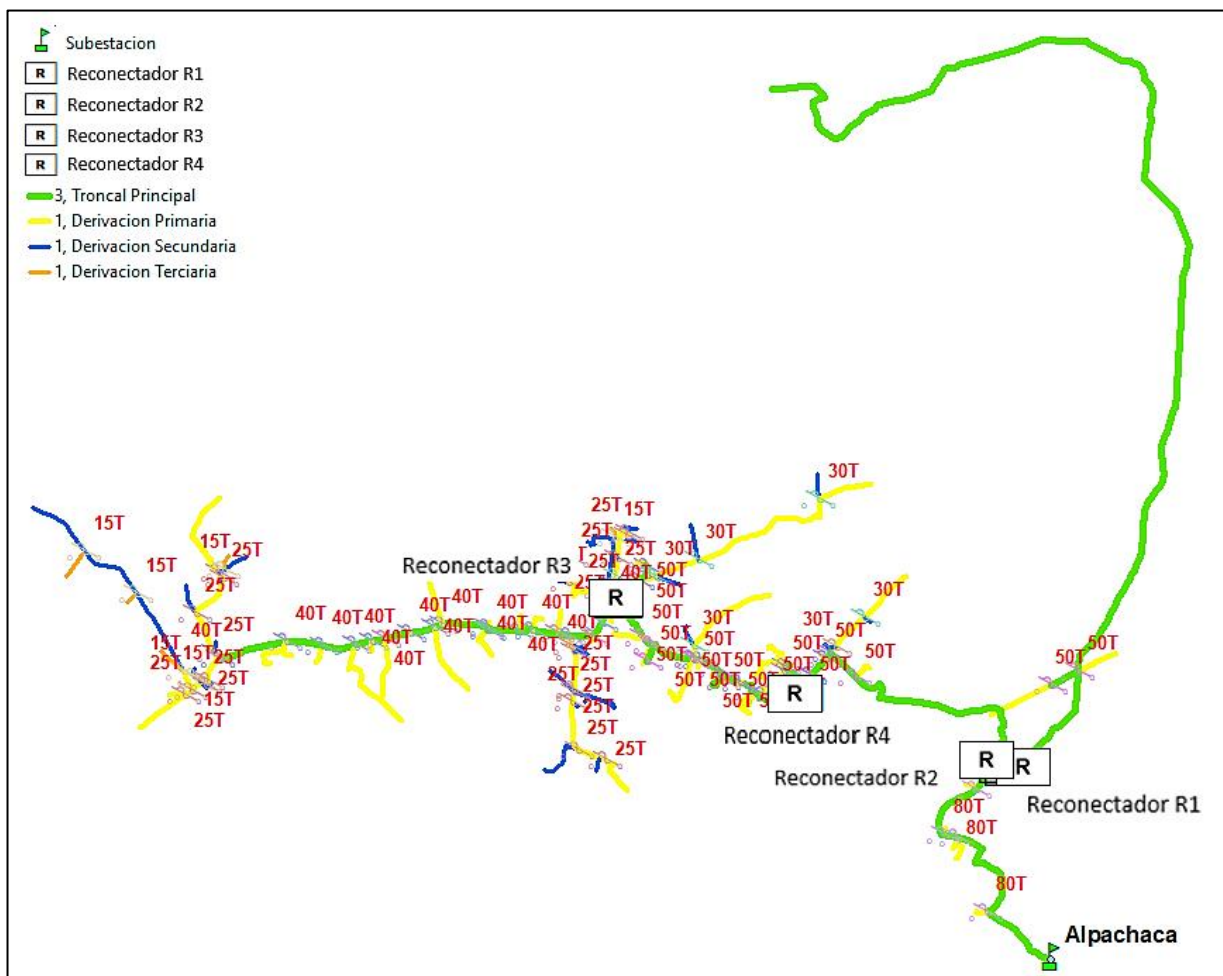 Subestacion
R Reconectador R1
R Reconectador R2
R Reconectador R3
R Reconectador R4
3, Troncal Principal
1, Derivacion Primaria
1, Derivacion Secundaria
1, Derivacion Terciaria
30T
15T
25T 15T
25T
30T
15T 25T
25T
30T
15T
Reconectador R3
25T
40T
50T
25T
25T
R
50T
30T
40T 40T 40T
40T 40T
40T
40T
50T
30T
30T
40T 25T
40T
40T
40T
40T
40T
25T
50T
50T
50T
50T
15T
15T
25T
40T
25T
50T
50T 50T
50T
50T
50T
50T
50T
25T
25T
25T
50T
50T
R
15T
25T
25T
Reconectador R4
25T
25T
R
R
Reconectador R2
Reconectador R1
80T
80T
80T
Alpachaca